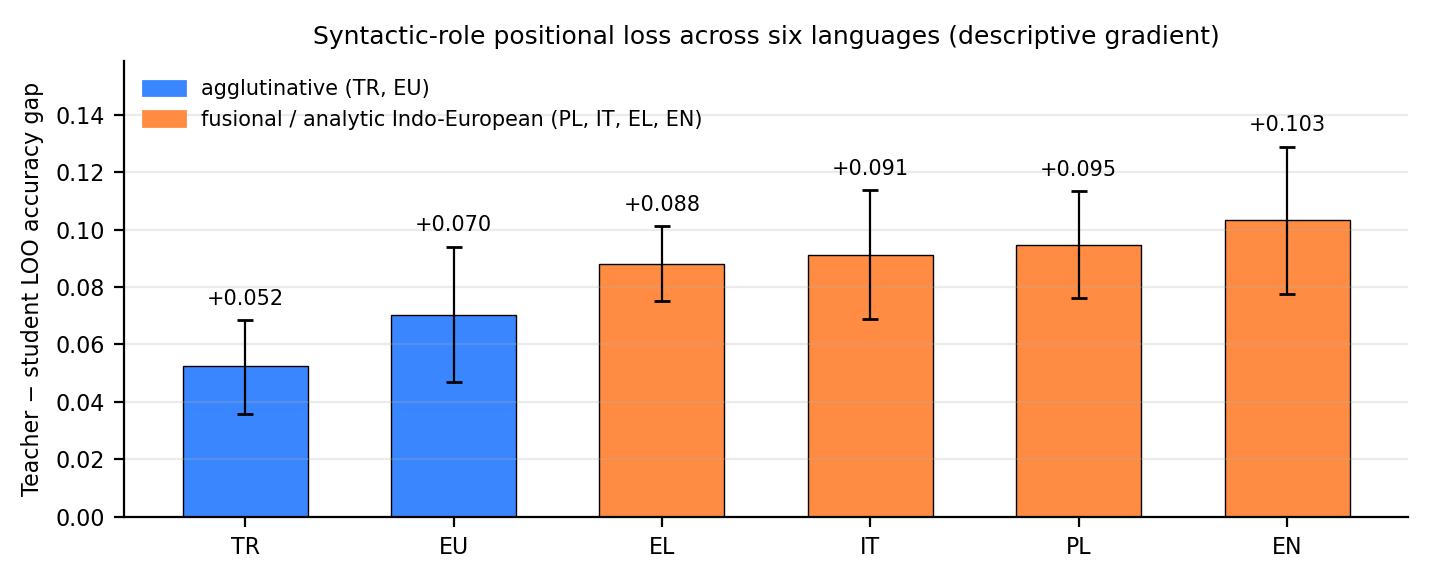 Syntactic-role positional loss across six languages (descriptive gradient)
agglutinative (TR, EU)
fusional / analytic Indo-European (PL, IT, EL, EN)
Teacher − student LOO accuracy gap
0.14
0.12
0.10
0.08
0.06
0.04
0.02
0.00
+0.052
+0.070
+0.088
+0.091
+0.095
+0.103
TR
EU
EL
IT
PL
EN